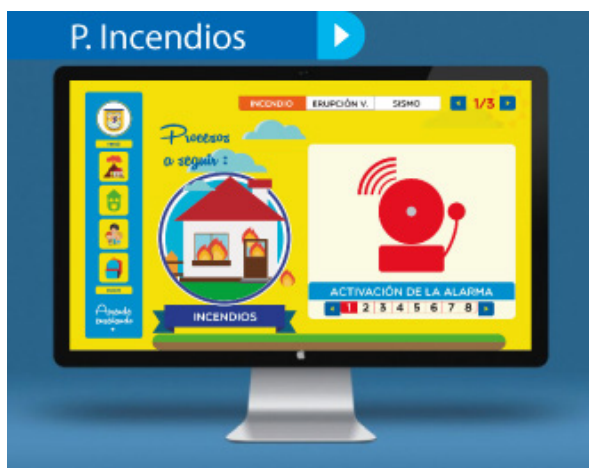 P. Incendios
INCENDIO ERUPCIÓN V. SISMO 1/3
Procesos
a seguir :
INCENDIOS
ACTIVACIÓN DE LA ALARMA
1 2 3 4 5 6 7 8
Aprendo